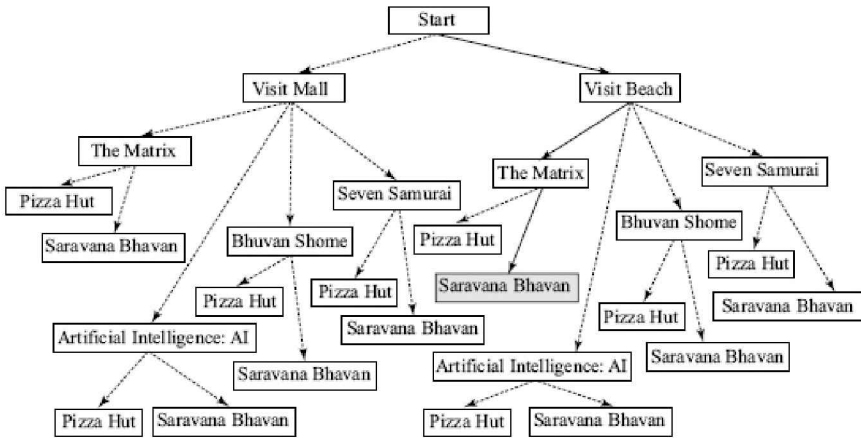 Start
Visit Mall
Visit Beach
The Matrix
Seven Samurai
The Matrix
Seven Samurai
Pizza Hut
Saravana Bhavan
Bhuvan Shome
Pizza Hut
Bhuvan Shome
Pizza Hut
Pizza Hut
Pizza Hut
Saravana Bhavan
Saravana Bhavan
Pizza Hut
Saravana Bhavan
Artificial Intelligence: AI
Saravana Bhavan
Artificial Intelligence: AI
Saravana Bhavan
Pizza Hut
Saravana Bhavan
Pizza Hut
Saravana Bhavan